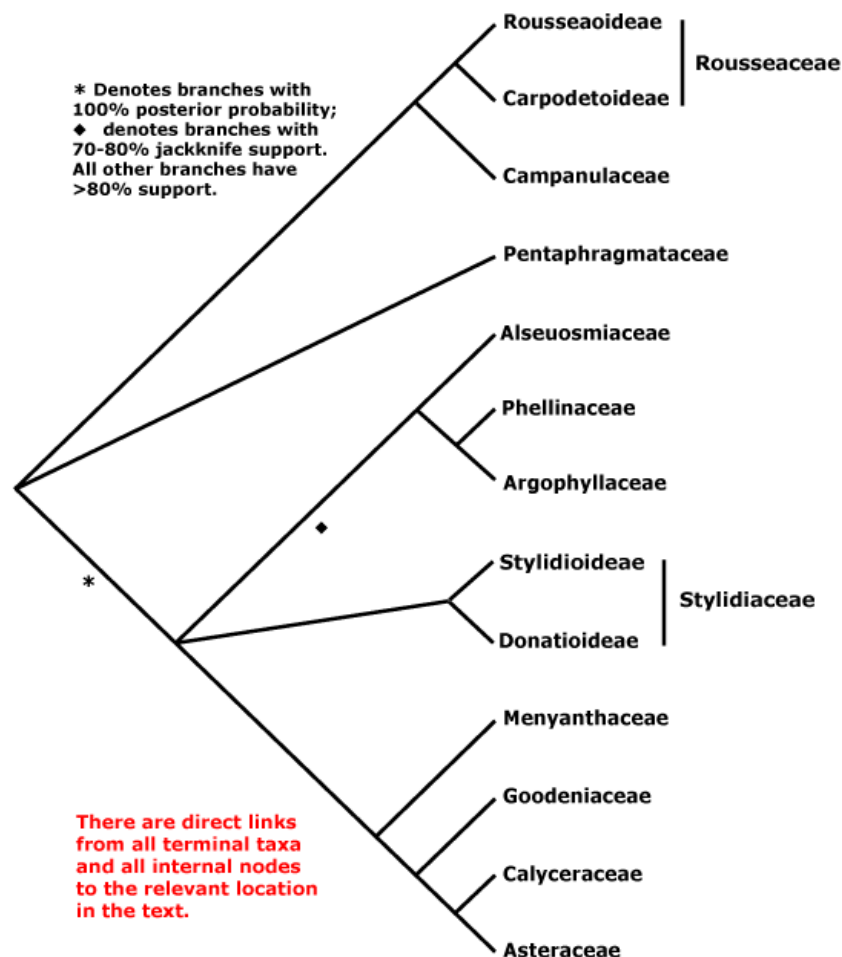 Rousseaoideae
Rousseaceae
* Denotes branches with
100% posterior probability;
◆ denotes branches with
70-80% jackknife support.
All other branches have
>80% support.
Carpodetoideae
Campanulaceae
Pentaphragmataceae
Alseuosmiaceae
Phellinaceae
Argophyllaceae
◆
Stylidioideae
*
Stylidiaceae
Donatioideae
Menyanthaceae
Goodeniaceae
There are direct links
from all terminal taxa
and all internal nodes
to the relevant location
in the text.
Calyceraceae
Asteraceae